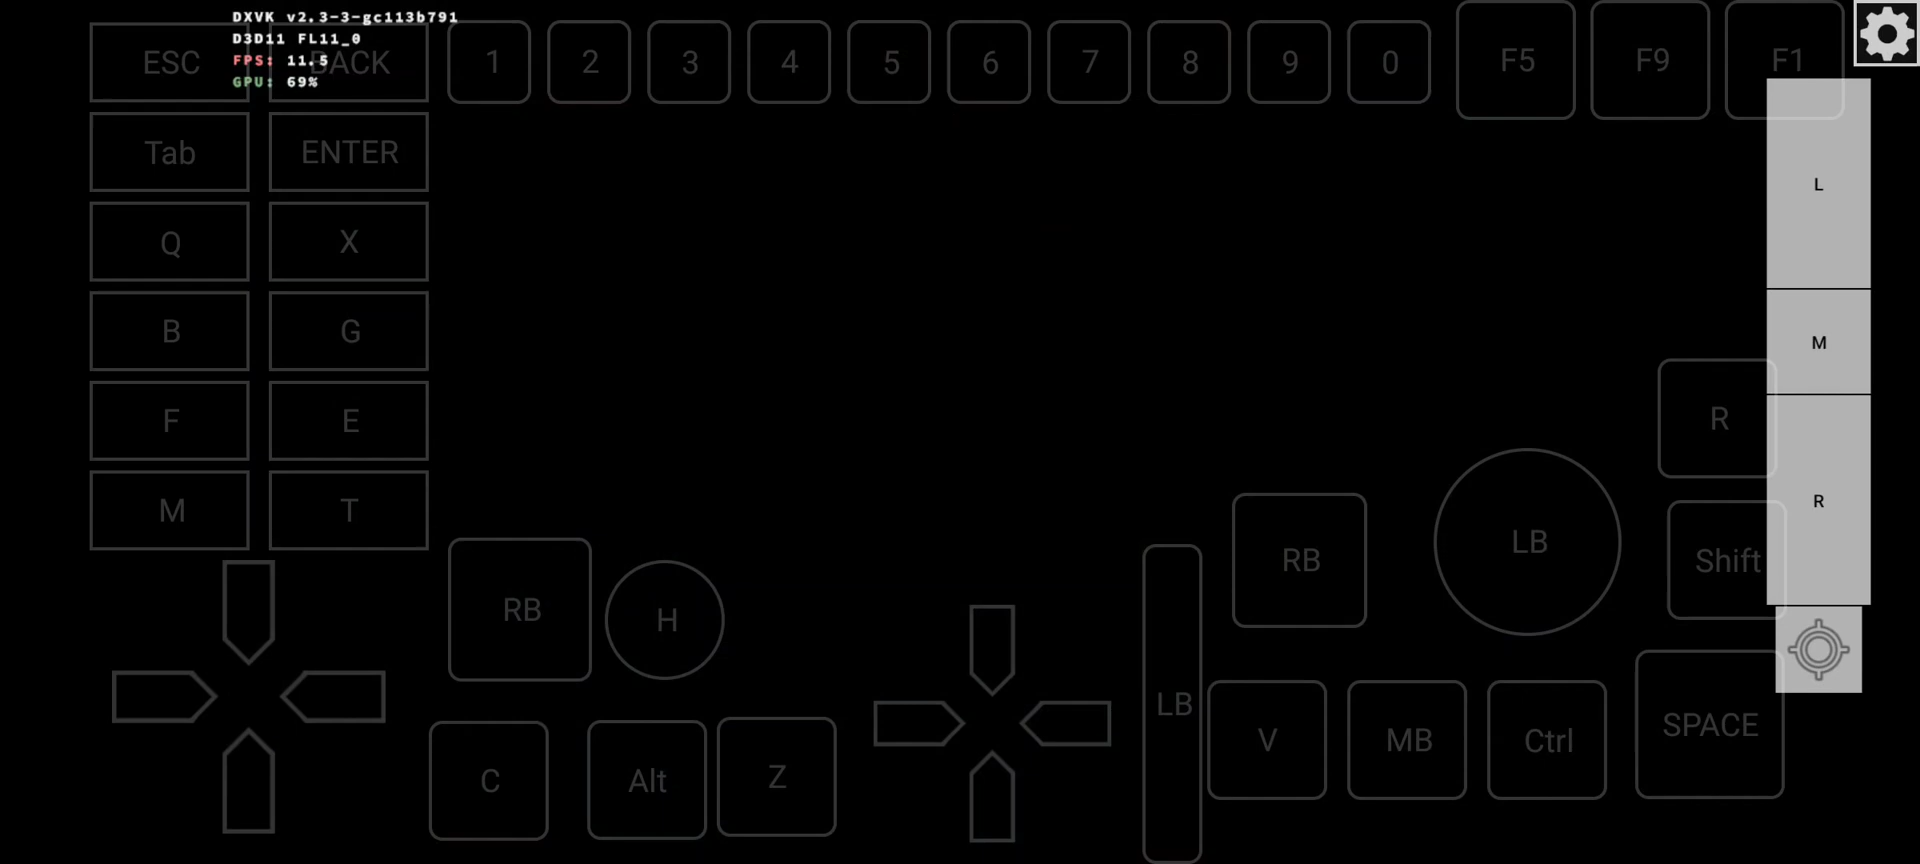 DXVK v2.3-3-gc113b791
D3D11 FL11_0
FPS: 11.5
GPU: 69%
ESC BACK 1 2 3 4 5 6 7 8 9 0 F5 F9 F1
Tab ENTER
L
Q X
B G
M
F E
R
M T
R
RB LB Shift
RB H
LB
V MB Ctrl SPACE
C Alt Z